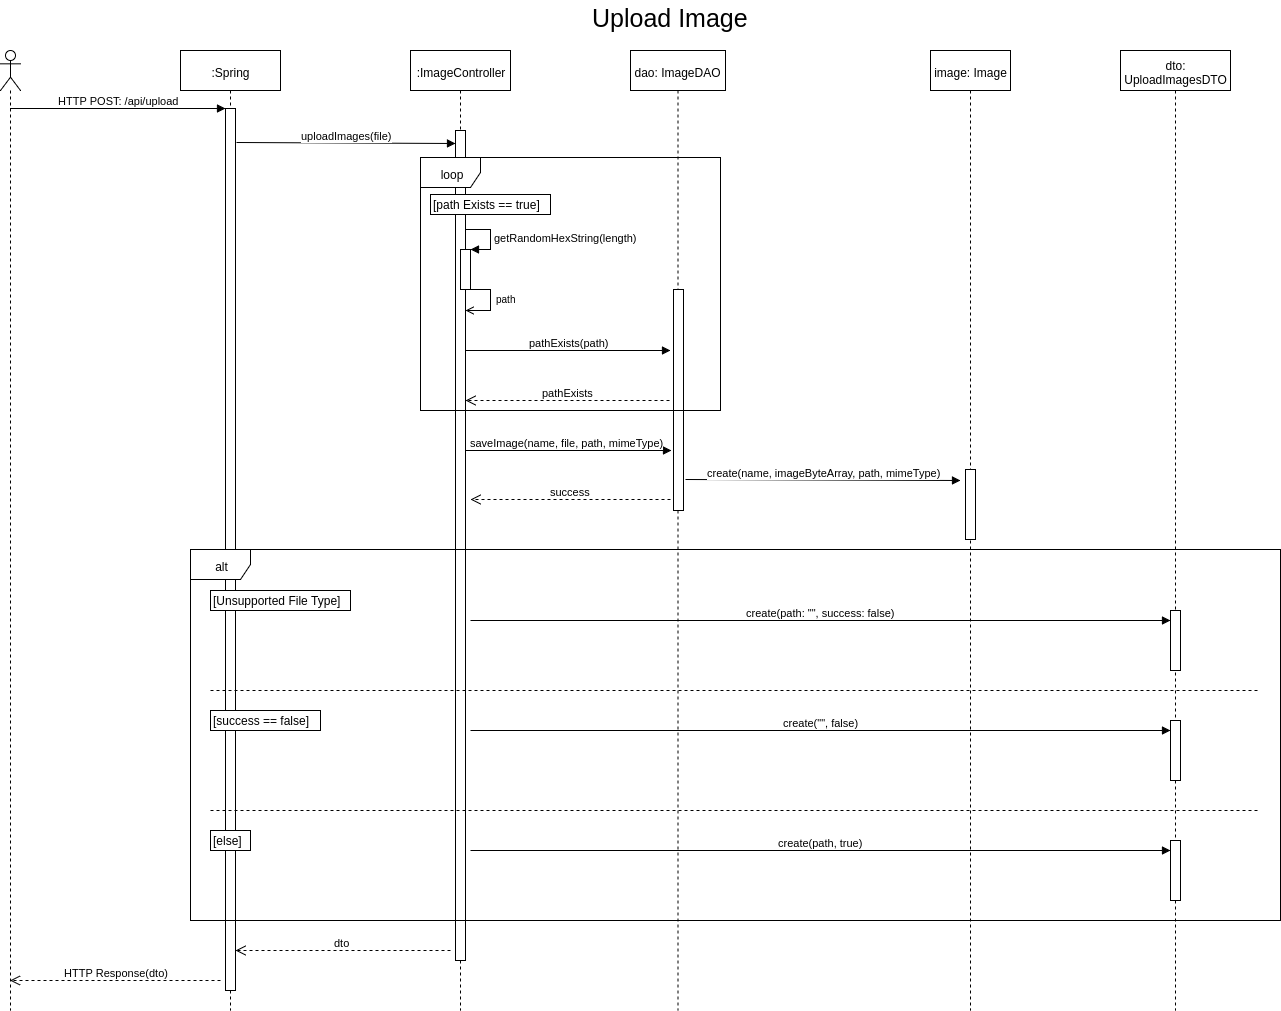 Upload Image
:Spring
:ImageController
dao: ImageDAO
image: Image
dto:
UploadImagesDTO
HTTP POST: /api/upload
uploadImages(file)
loop
[path Exists == true]
getRandomHexString(length)
path
pathExists(path)
pathExists
saveImage(name, file, path, mimeType)
create(name, imageByteArray, path, mimeType)
success
alt
[Unsupported File Type]
create(path: "", success: false)
[success == false]
create("", false)
[else]
create(path, true)
dto
HTTP Response(dto)